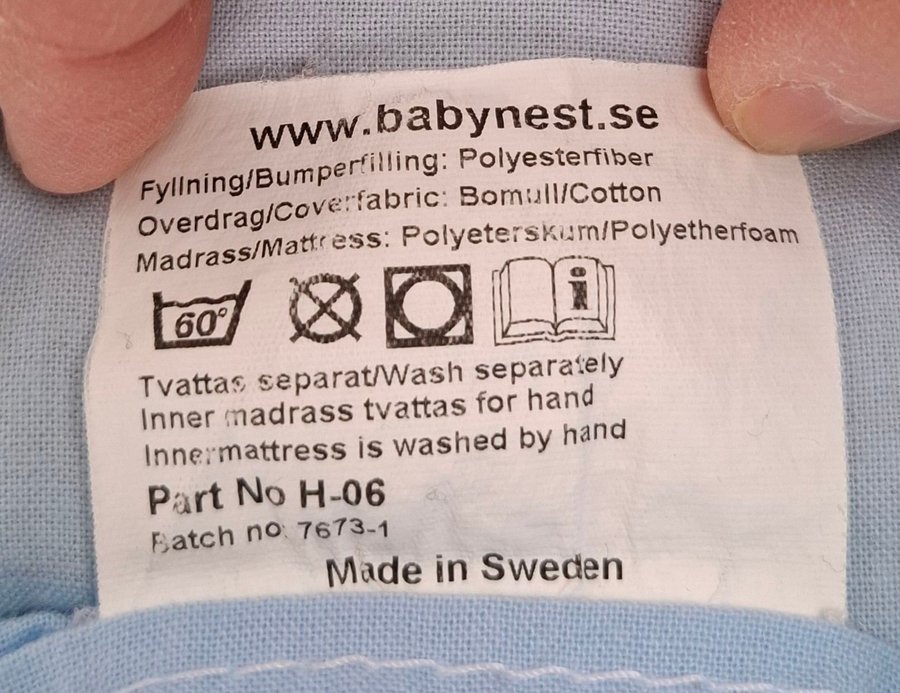 www.babynest.se
Fyllning/Bumperfilling: Polyesterfiber
Overdrag/Coverfabric: Bomull/Cotton
Madrass/Mattress: Polyeterskum/Polyetherfoam
60°
i
Tvattas separat/Wash separately
Inner madrass tvattas for hand
Innermattress is washed by hand
Part No H-06
Batch no: 7673-1
Made in Sweden